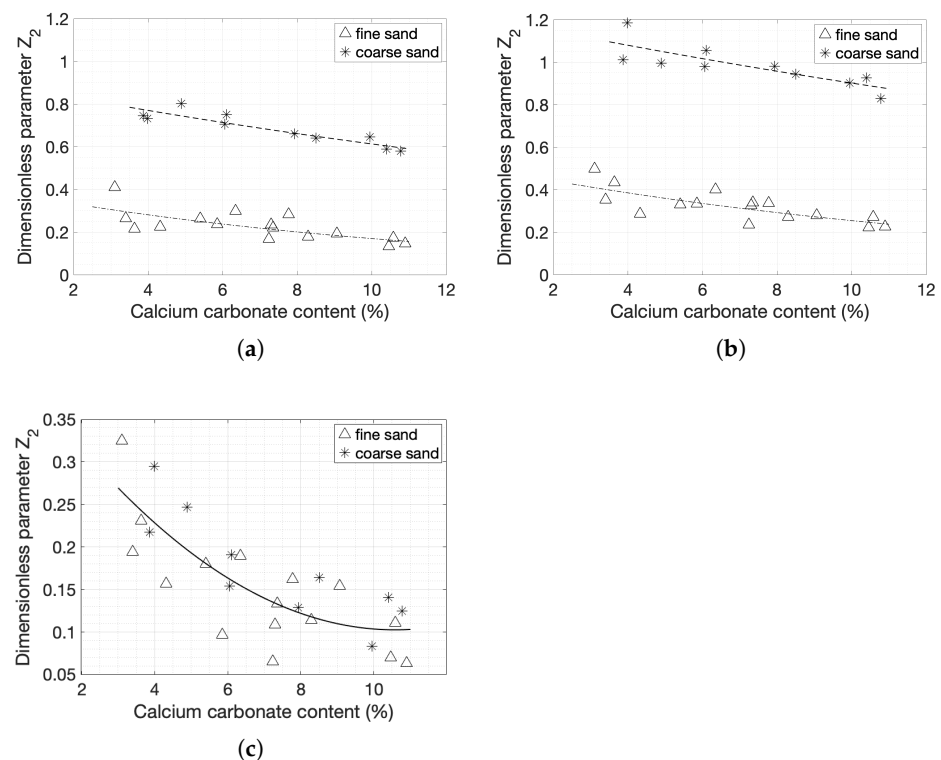 1.2
1
0.8
0.6
0.4
0.2
0
2
4
6
8
10
12
Dimensionless parameter Z2
Calcium carbonate content (%)
fine sand
coarse sand
(a)
1.2
1
0.8
0.6
0.4
0.2
0
2
4
6
8
10
12
Dimensionless parameter Z2
Calcium carbonate content (%)
fine sand
coarse sand
(b)
0.35
0.3
0.25
0.2
0.15
0.1
0.05
2
4
6
8
10
Dimensionless parameter Z2
Calcium carbonate content (%)
fine sand
coarse sand
(c)